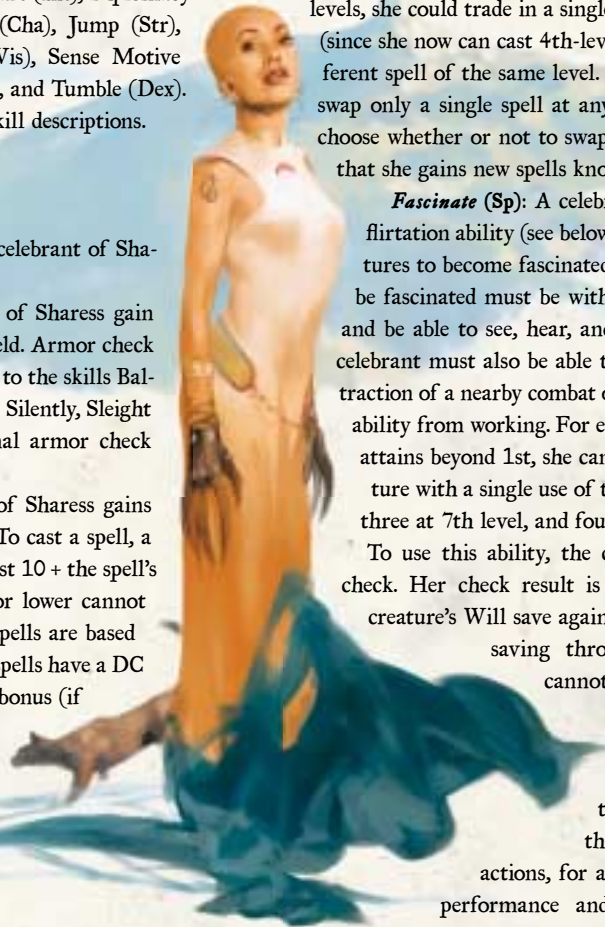 (Cha), Jump (Str),
Wis), Sense Motive
, and Tumble (Dex).
kill descriptions.
celebrant of Sha-
of Sharess gain
eld. Armor check
to the skills Bal-
Silently, Sleight
nal armor check
of Sharess gains
To cast a spell, a
st 10 + the spell's
or lower cannot
pells are based
spells have a DC
bonus (if
levels, she could trade in a singl
(since she now can cast 4th-lev
ferent spell of the same level.
swap only a single spell at any
choose whether or not to swap
that she gains new spells kno
Fascinate (Sp): A celebr
flirtation ability (see below
tures to become fascinated
be fascinated must be with
and be able to see, hear, and
celebrant must also be able t
traction of a nearby combat o
ability from working. For e
attains beyond 1st, she can
ture with a single use of t
three at 7th level, and fou
To use this ability, the c
check. Her check result is
creature's Will save again
saving thro
cannot
t
th
actions, for a
performance and